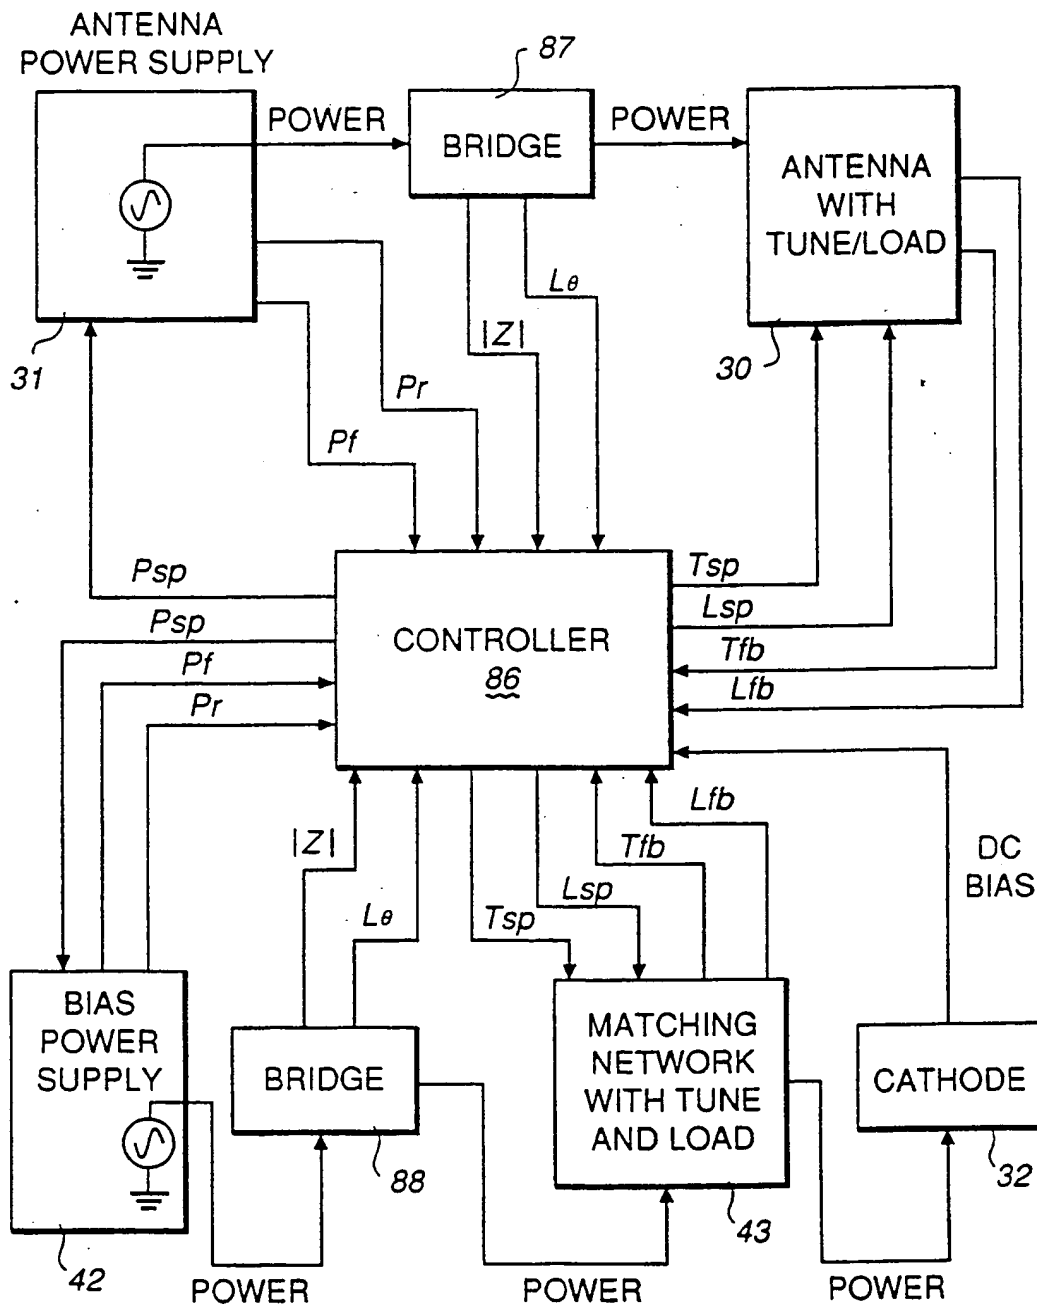 ANTENNA
POWER SUPPLY
87
POWER
BRIDGE
POWER
ANTENNA
WITH
TUNE/LOAD
31
30
Lθ
|Z|
Pr
Pf
Psp
Psp
Pf
Pr
CONTROLLER
86
Tsp
Lsp
Tfb
Lfb
|Z|
Lθ
Tsp
Lsp
Tfb
Lfb
DC
BIAS
BIAS
POWER
SUPPLY
BRIDGE
MATCHING
NETWORK
WITH TUNE
AND LOAD
CATHODE
42
88
43
32
POWER
POWER
POWER